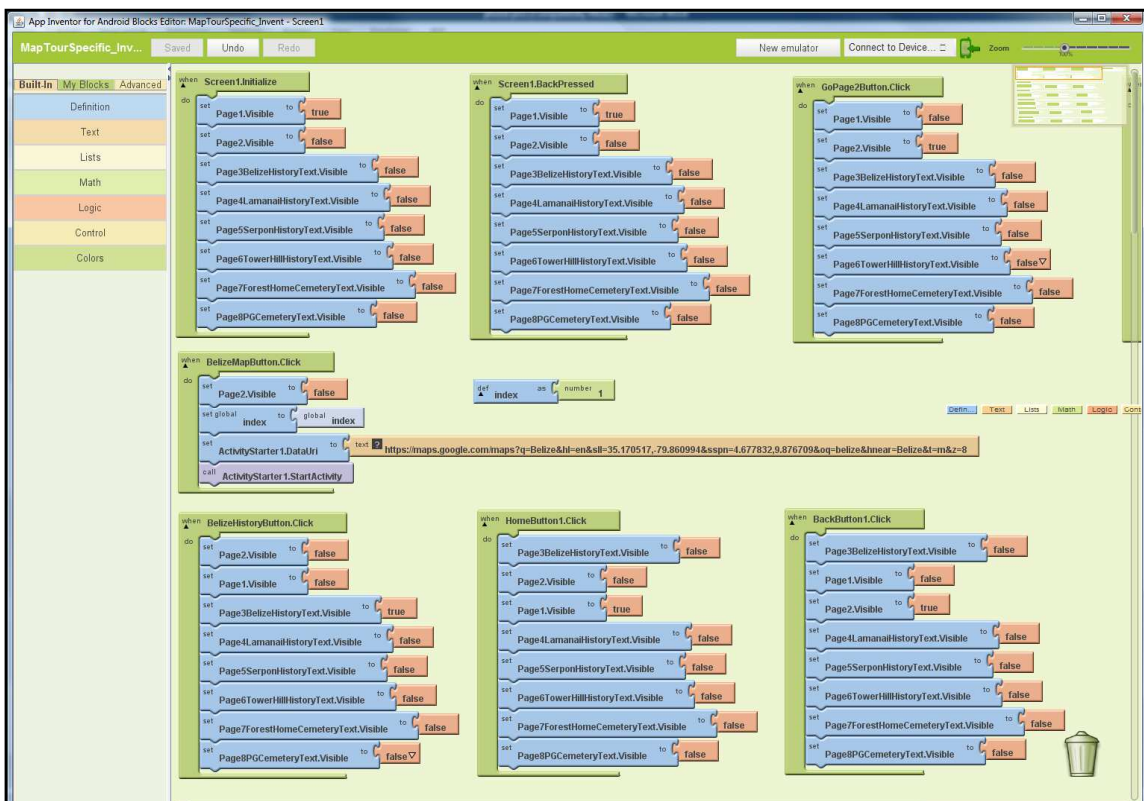 App Inventor for Android Blocks Editor: MapTourSpecific_Invent - Screen1
MapTourSpecific_Inv... Saved Undo Redo New emulator Connect to Device... Zoom
100%
Built-In My Blocks Advanced
Definition
Text
Lists
Math
Logic
Control
Colors
when Screen1.Initialize
do set Page1.Visible to true
set Page2.Visible to false
set Page3BelizeHistoryText.Visible to false
set Page4LamanaiHistoryText.Visible to false
set Page5SerponHistoryText.Visible to false
set Page6TowerHillHistoryText.Visible to false
set Page7ForestHomeCemeteryText.Visible to false
set Page8PGCemeteryText.Visible to false
when Screen1.BackPressed
do set Page1.Visible to true
set Page2.Visible to false
set Page3BelizeHistoryText.Visible to false
set Page4LamanaiHistoryText.Visible to false
set Page5SerponHistoryText.Visible to false
set Page6TowerHillHistoryText.Visible to false
set Page7ForestHomeCemeteryText.Visible to false
set Page8PGCemeteryText.Visible to false
when GoPage2Button.Click
do set Page1.Visible to false
set Page2.Visible to true
set Page3BelizeHistoryText.Visible to false
set Page4LamanaiHistoryText.Visible to false
set Page5SerponHistoryText.Visible to false
set Page6TowerHillHistoryText.Visible to false
set Page7ForestHomeCemeteryText.Visible to false
set Page8PGCemeteryText.Visible to false
when BelizeMapButton.Click
do set Page2.Visible to false
set global index to global index
set ActivityStarter1.DataUri to text ? https://maps.google.com/maps?q=Belize&hl=en&sll=35.170517,-79.860994&sspn=4.677832,9.876709&oq=belize&hnear=Belize&t=m&z=8
call ActivityStarter1.StartActivity
def index as number 1
Defin... Text Lists Math Logic Cont
when BelizeHistoryButton.Click
do set Page2.Visible to false
set Page1.Visible to false
set Page3BelizeHistoryText.Visible to true
set Page4LamanaiHistoryText.Visible to false
set Page5SerponHistoryText.Visible to false
set Page6TowerHillHistoryText.Visible to false
set Page7ForestHomeCemeteryText.Visible to false
set Page8PGCemeteryText.Visible to false
when HomeButton1.Click
do set Page3BelizeHistoryText.Visible to false
set Page2.Visible to false
set Page1.Visible to true
set Page4LamanaiHistoryText.Visible to false
set Page5SerponHistoryText.Visible to false
set Page6TowerHillHistoryText.Visible to false
set Page7ForestHomeCemeteryText.Visible to false
set Page8PGCemeteryText.Visible to false
when BackButton1.Click
do set Page3BelizeHistoryText.Visible to false
set Page1.Visible to false
set Page2.Visible to true
set Page4LamanaiHistoryText.Visible to false
set Page5SerponHistoryText.Visible to false
set Page6TowerHillHistoryText.Visible to false
set Page7ForestHomeCemeteryText.Visible to false
set Page8PGCemeteryText.Visible to false